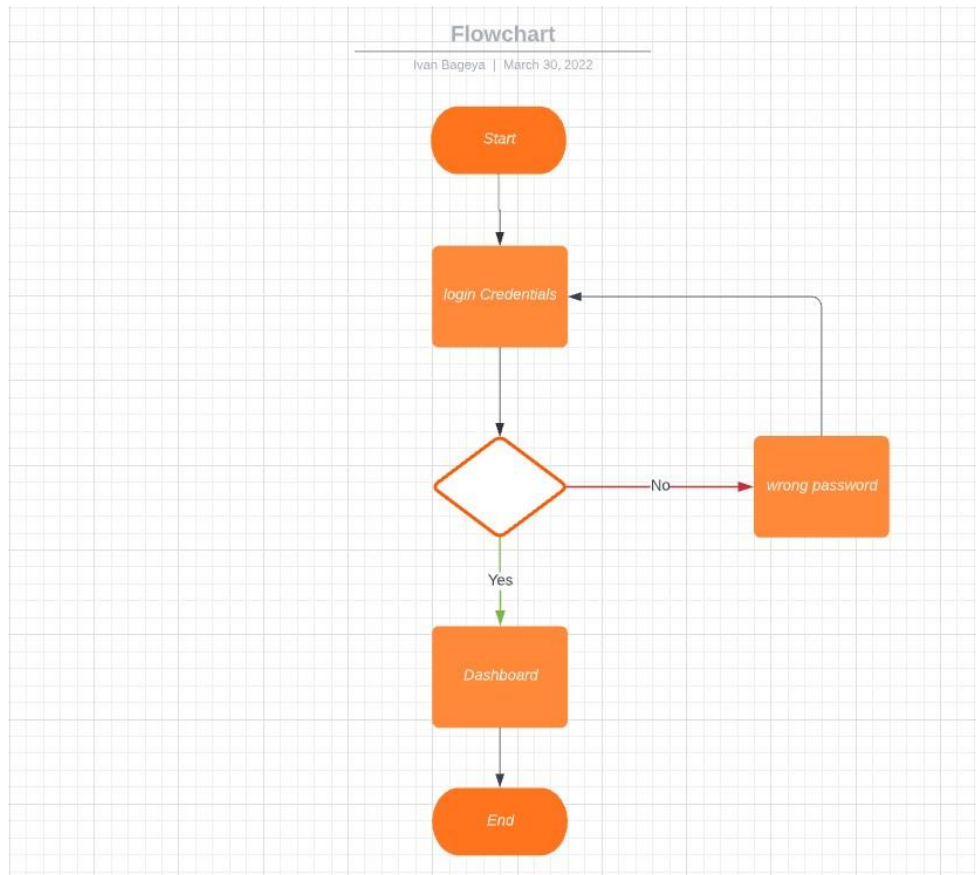 Flowchart
Ivan Bageya | March 30, 2022
Start
login Credentials
No
wrong password
Yes
Dashboard
End